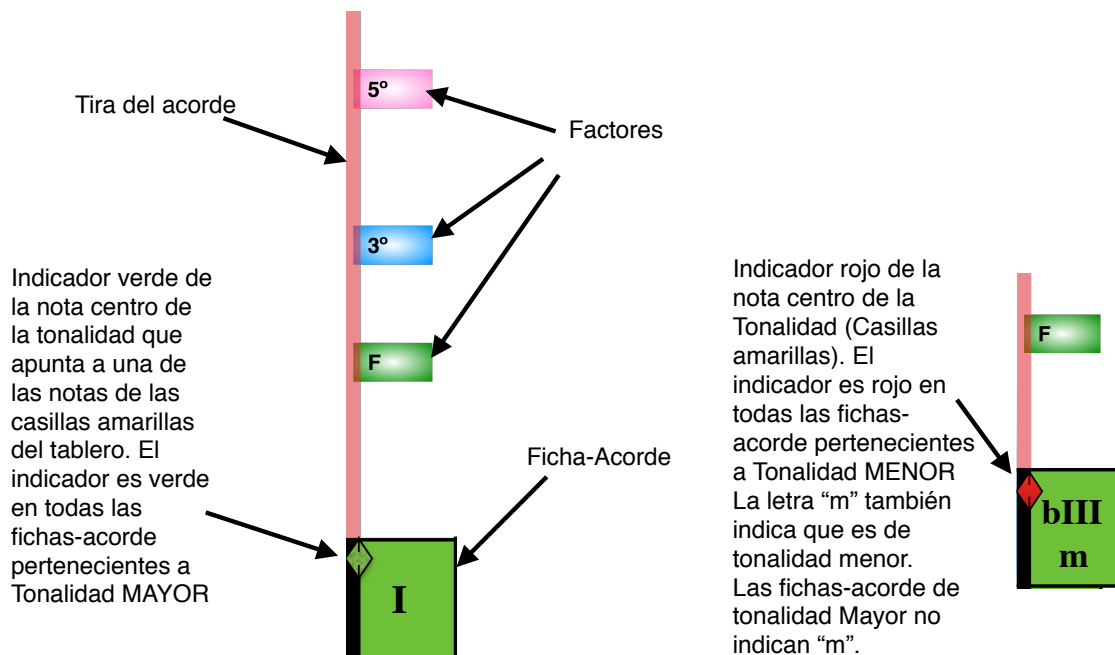 5º
Tira del acorde
Factores
3º
F
Indicador verde de
la nota centro de
la tonalidad que
apunta a una de
las notas de las
casillas amarillas
del tablero. El
indicador es verde
en todas las
fichas-acorde
pertenecientes a
Tonalidad MAYOR
Ficha-Acorde
I
Indicador rojo de la
nota centro de la
Tonalidad (Casillas
amarillas). El
indicador es rojo en
todas las fichas-
acorde pertenecientes
a Tonalidad MENOR
La letra “m” también
indica que es de
tonalidad menor.
Las fichas-acorde de
tonalidad Mayor no
indican “m”.
F
bIII
m